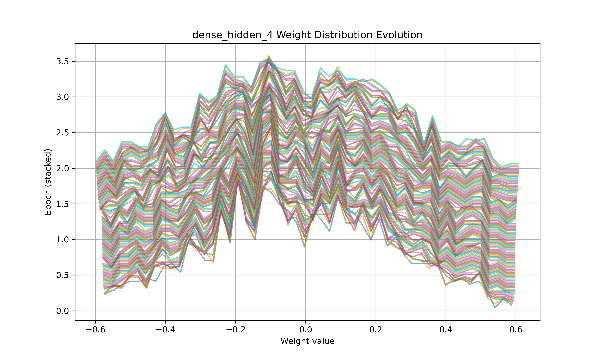 dense_hidden_4 Weight Distribution Evolution
3.5
3.0
2.5
2.0
1.5
1.0
0.5
0.0
Epoch (stacked)
−0.6 −0.4 −0.2 0.0 0.2 0.4 0.6
Weight value